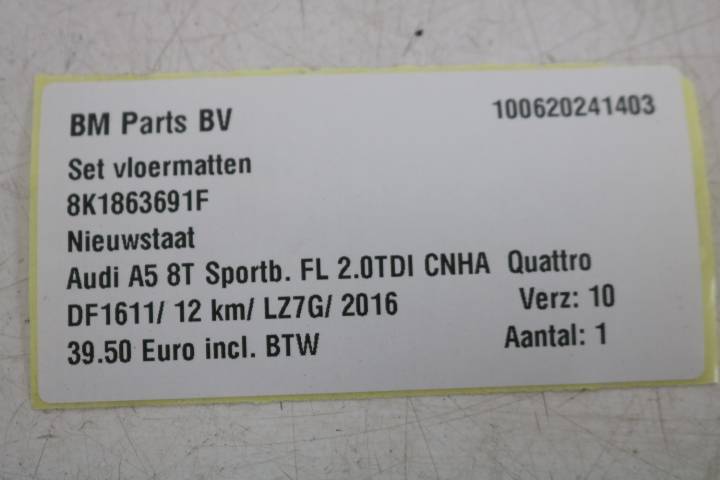 BM Parts BV 100620241403
Set vloermatten
8K1863691F
Nieuwstaat
Audi A5 8T Sportb. FL 2.0TDI CNHA Quattro
DF1611/ 12 km/ LZ7G/ 2016 Verz: 10
39.50 Euro incl. BTW Aantal: 1